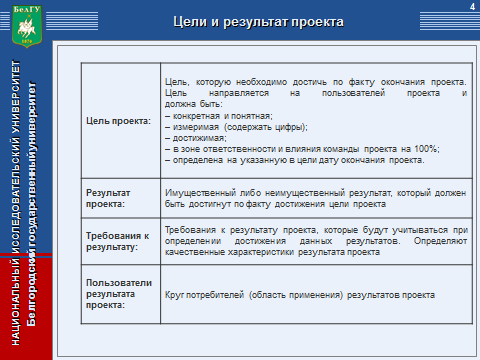 БелГУ
1876
Цели и результат проекта
4
НАЦИОНАЛЬНЫЙ ИССЛЕДОВАТЕЛЬСКИЙ УНИВЕРСИТЕТ
Белгородский государственный университет
Цель проекта:
Цель, которую необходимо достичь по факту окончания проекта.
Цель направляется на пользователей проекта и
должна быть:
– конкретная и понятная;
– измеримая (содержать цифры);
– достижимая;
– в зоне ответственности и влияния команды проекта на 100%;
– определена на указанную в цели дату окончания проекта.
Результат
проекта:
Имущественный либо неимущественный результат, который должен
быть достигнут по факту достижения цели проекта
Требования к
результату:
Требования к результату проекта, которые будут учитываться при
определении достижения данных результатов. Определяют
качественные характеристики результата проекта
Пользователи
результата
проекта:
Круг потребителей (область применения) результатов проекта